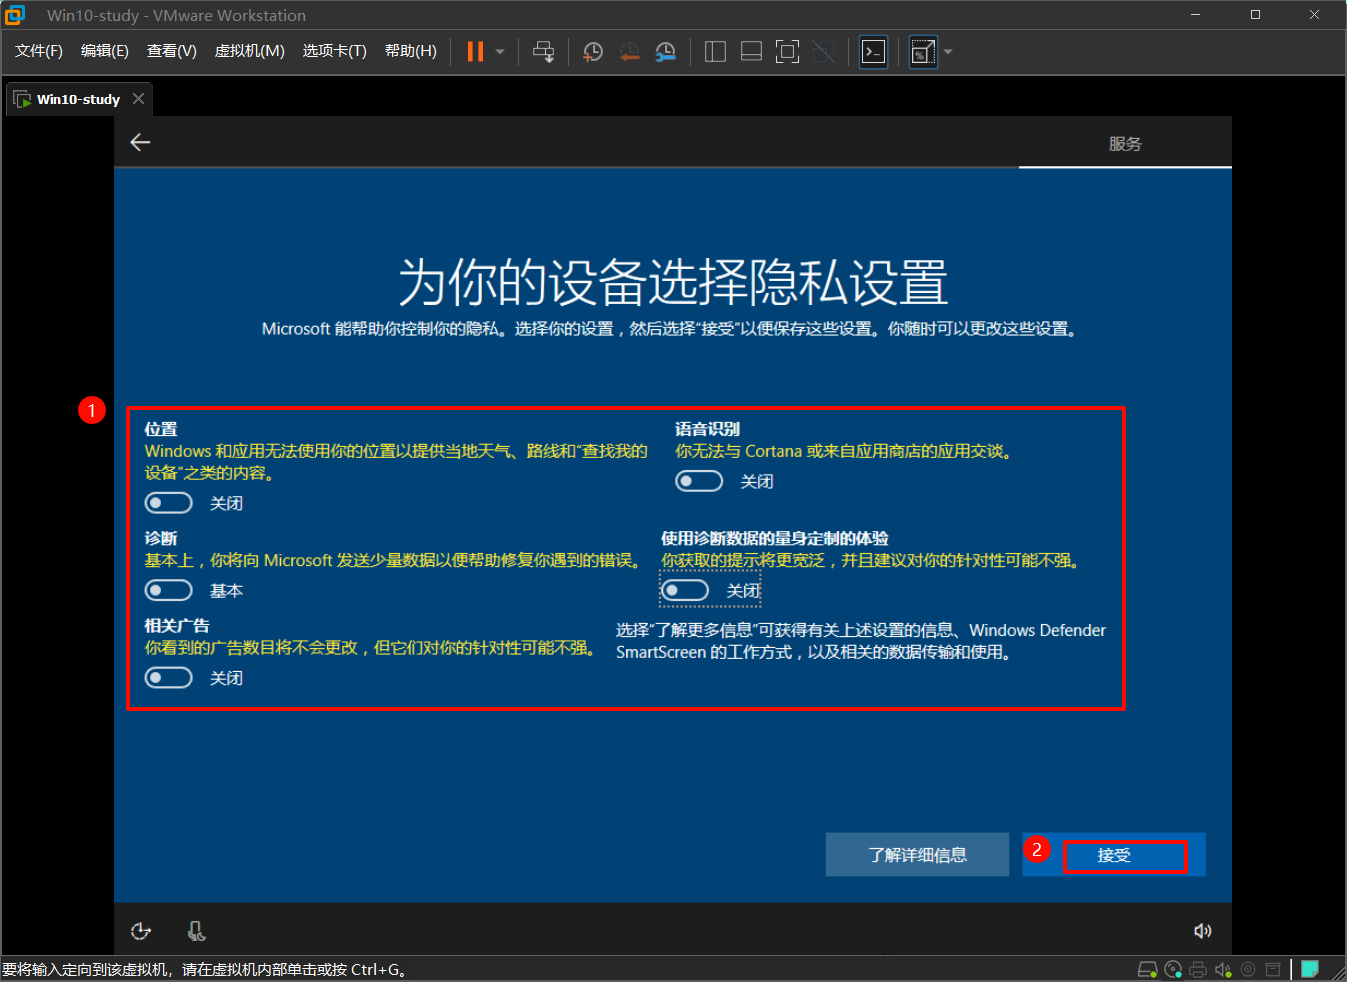 Win10-study - VMware Workstation
文件(F) 编辑(E) 查看(V) 虚拟机(M) 选项卡(T) 帮助(H)
Win10-study
服务
为你的设备选择隐私设置
Microsoft 能帮助你控制你的隐私。选择你的设置，然后选择"接受"以便保存这些设置。你随时可以更改这些设置。
1
位置
Windows 和应用无法使用你的位置以提供当地天气、路线和"查找我的
设备"之类的内容。
关闭
语音识别
你无法与 Cortana 或来自应用商店的应用交谈。
关闭
诊断
基本上，你将向 Microsoft 发送少量数据以便帮助修复你遇到的错误。
基本
使用诊断数据的量身定制的体验
你获取的提示将更宽泛，并且建议对你的针对性可能不强。
关闭
相关广告
你看到的广告数目将不会更改，但它们对你的针对性可能不强。
关闭
选择"了解更多信息"可获得有关上述设置的信息、Windows Defender
SmartScreen 的工作方式，以及相关的数据传输和使用。
了解详细信息
2
接受
要将输入定向到该虚拟机，请在虚拟机内部单击或按 Ctrl+G。